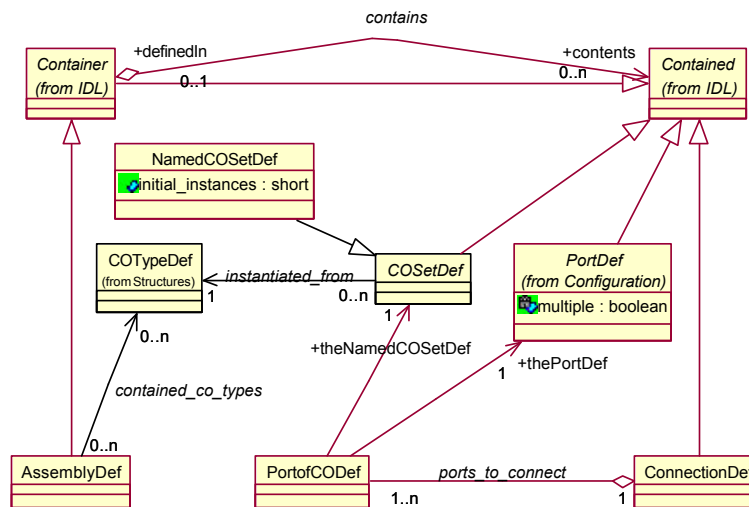 contains
+definedIn
+contents
Container
(from IDL)
0..1
0..n
Contained
(from IDL)
NamedCOSetDef
initial_instances : short
COTypeDef
(from Structures)
instantiated_from
1
0..n
COSetDef
1
PortDef
(from Configuration)
multiple : boolean
0..n
+theNamedCOSetDef
+thePortDef
1
contained_co_types
0..n
AssemblyDef
PortofCODef
ports_to_connect
1..n
1
ConnectionDef